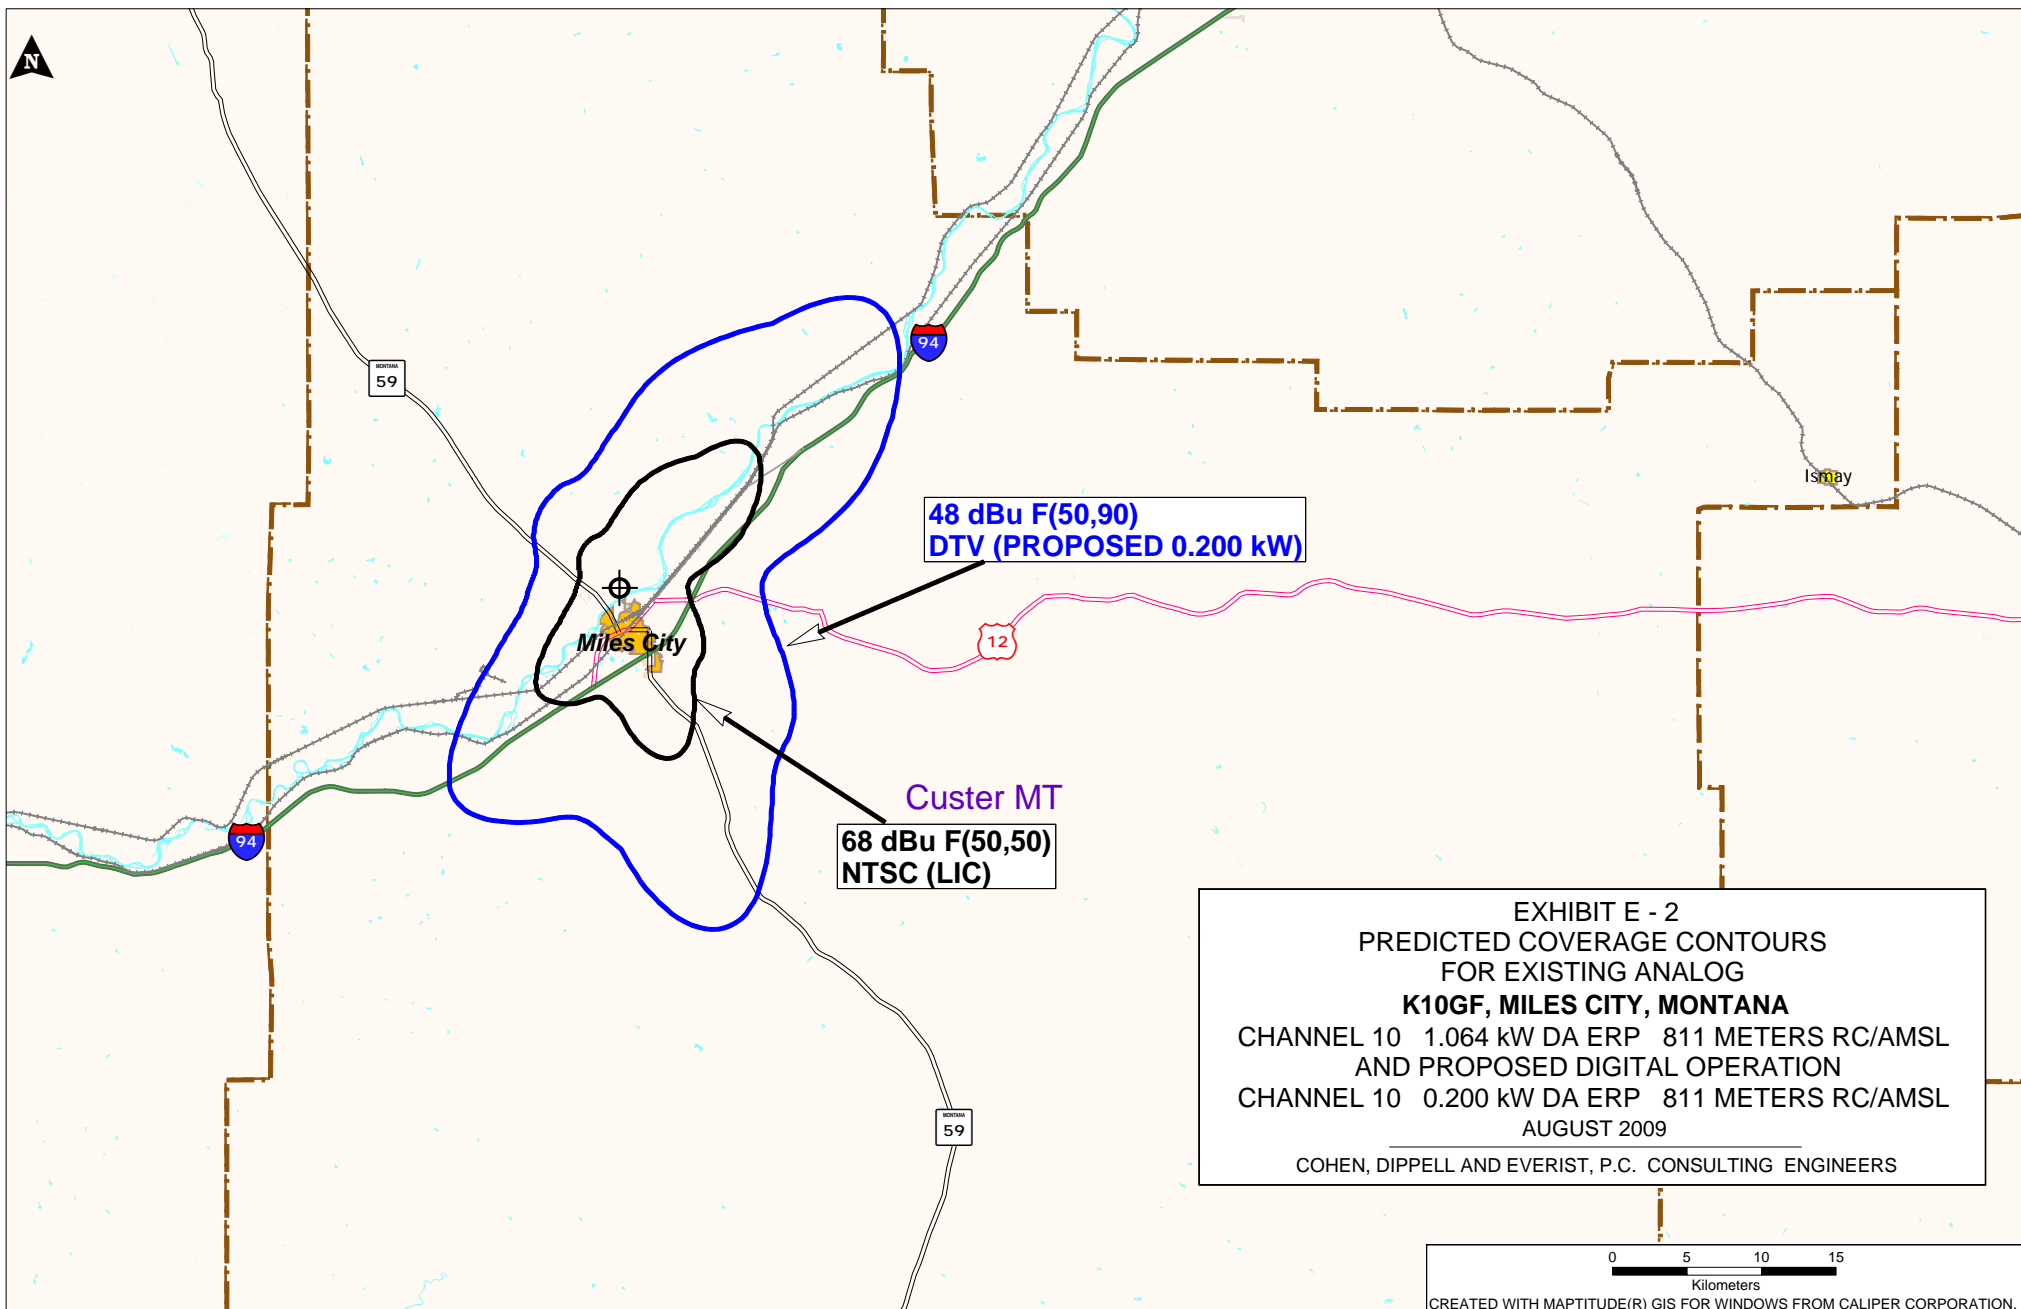 N
94
MONTANA
59
Ismay
48 dBu F(50,90)
DTV (PROPOSED 0.200 kW)
12
Miles City
Custer MT
94
68 dBu F(50,50)
NTSC (LIC)
EXHIBIT E - 2
PREDICTED COVERAGE CONTOURS
FOR EXISTING ANALOG
K10GF, MILES CITY, MONTANA
CHANNEL 10 1.064 kW DA ERP 811 METERS RC/AMSL
AND PROPOSED DIGITAL OPERATION
CHANNEL 10 0.200 kW DA ERP 811 METERS RC/AMSL
AUGUST 2009
COHEN, DIPPELL AND EVERIST, P.C. CONSULTING ENGINEERS
MONTANA
59
0 5 10 15
Kilometers
CREATED WITH MAPTITUDE(R) GIS FOR WINDOWS FROM CALIPER CORPORATION.